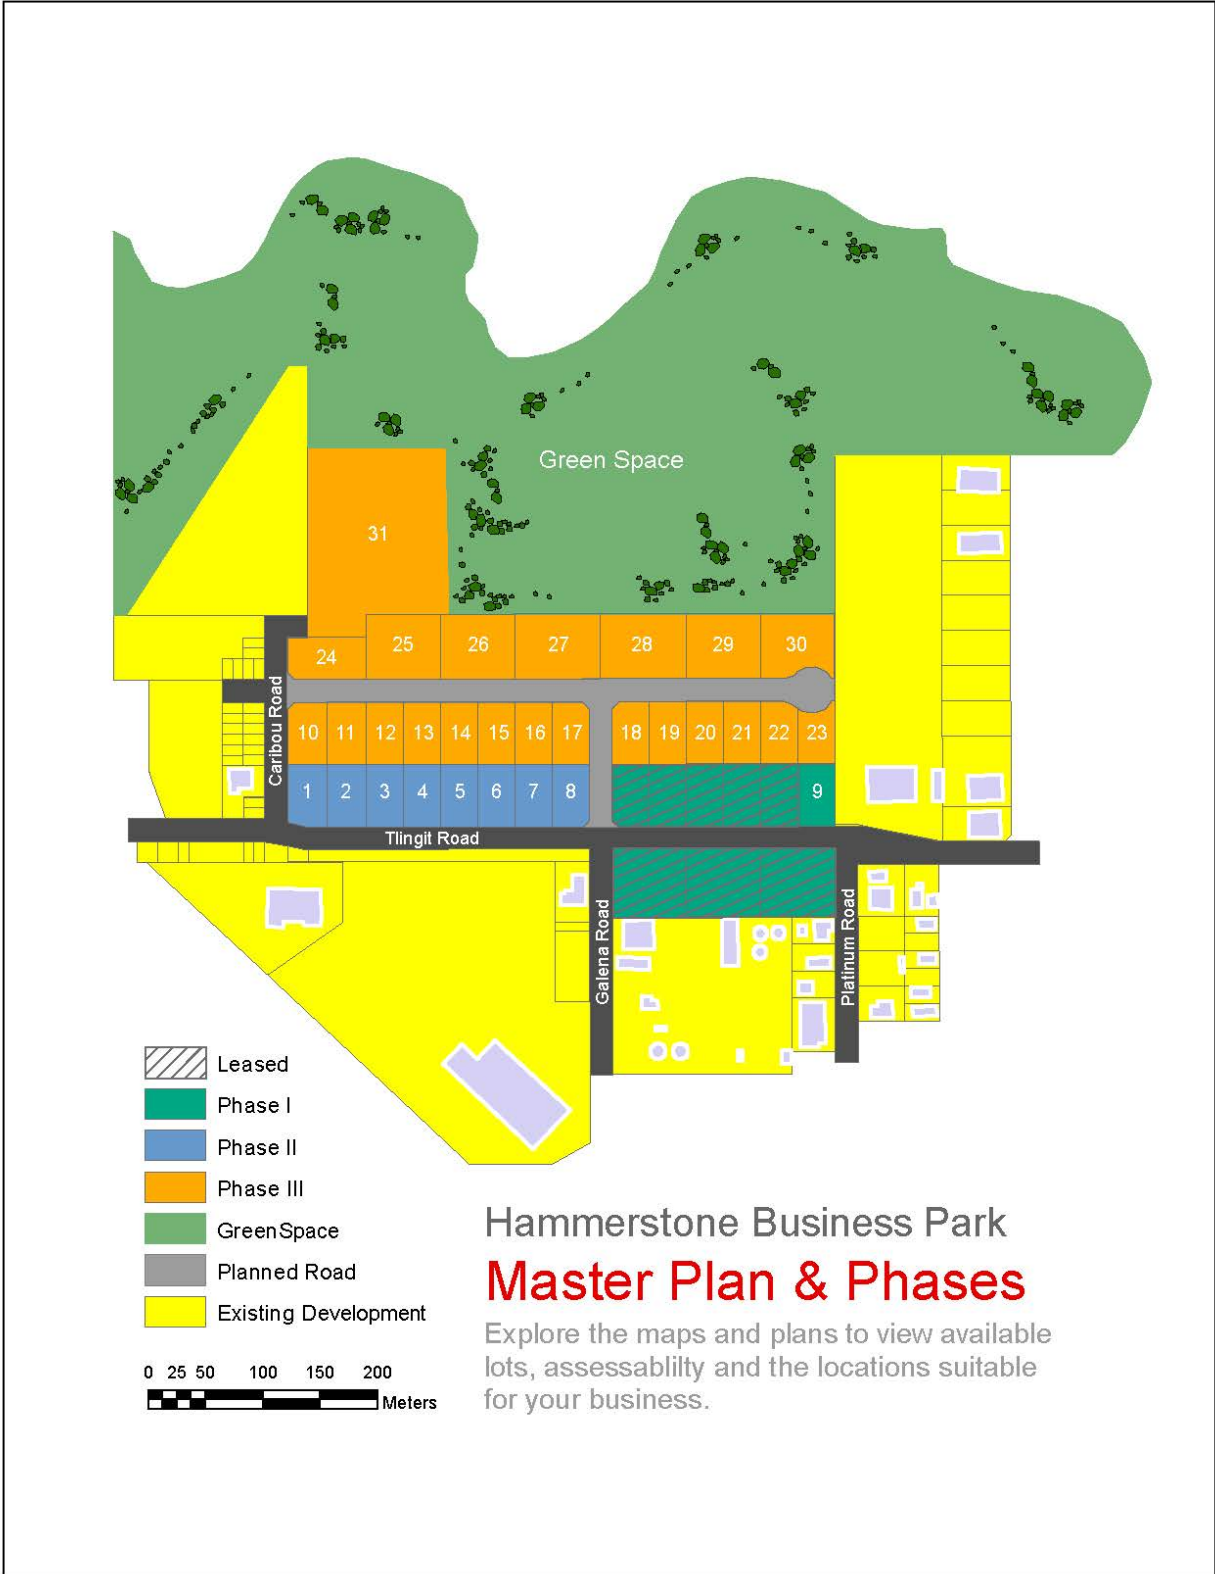 Green Space
31
25
26
27
28
29
30
24
Caribou Road
10
11
12
13
14
15
16
17
18
19
20
21
22
23
1
2
3
4
5
6
7
8
9
Tlingit Road
Galena Road
Platinum Road
Leased
Phase I
Phase II
Phase III
GreenSpace
Planned Road
Existing Development
0 25 50 100 150 200
Meters
Hammerstone Business Park
Master Plan & Phases
Explore the maps and plans to view available
lots, assessablilty and the locations suitable
for your business.